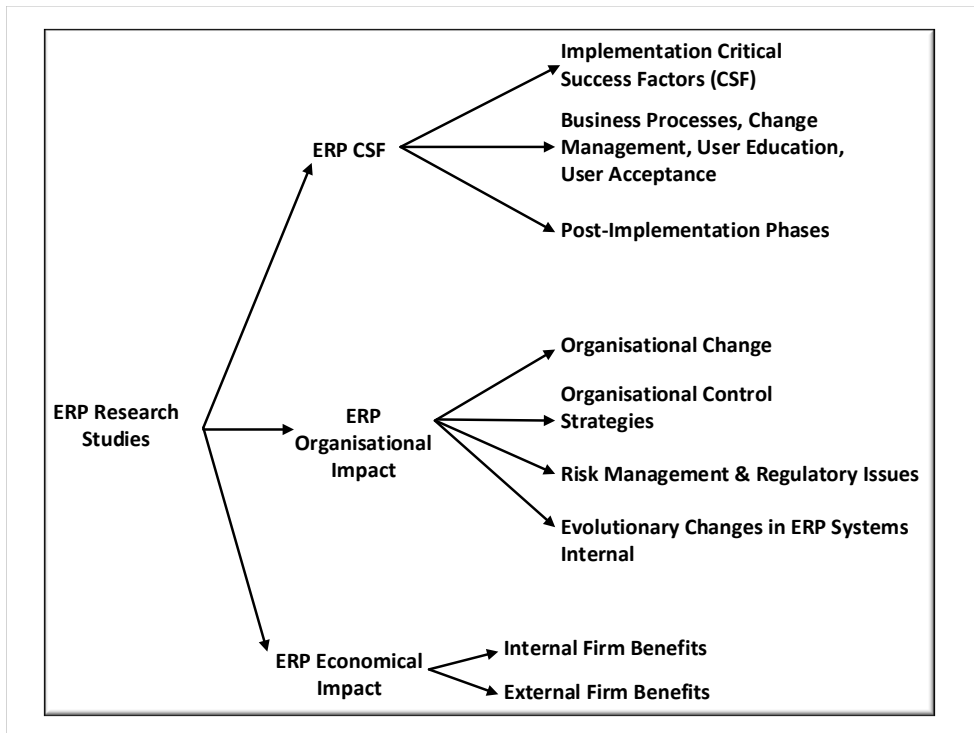 Implementation Critical
Success Factors (CSF)
ERP CSF
Business Processes, Change
Management, User Education,
User Acceptance
Post-Implementation Phases
ERP Research
Studies
ERP
Organisational
Impact
Organisational Change
Organisational Control
Strategies
Risk Management & Regulatory Issues
Evolutionary Changes in ERP Systems
Internal
ERP Economical
Impact
Internal Firm Benefits
External Firm Benefits